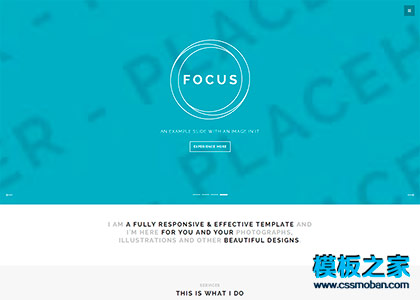 FOCUS
AN EXAMPLE SLIDE WITH AN IMAGE IN IT
EXPERIENCE MORE
I AM A FULLY RESPONSIVE & EFFECTIVE TEMPLATE AND
I'M HERE FOR YOU AND YOUR PHOTOGRAPHS,
ILLUSTRATIONS AND OTHER BEAUTIFUL DESIGNS
SERVICES
THIS IS WHAT I DO
模板之家
www.cssmoban.com